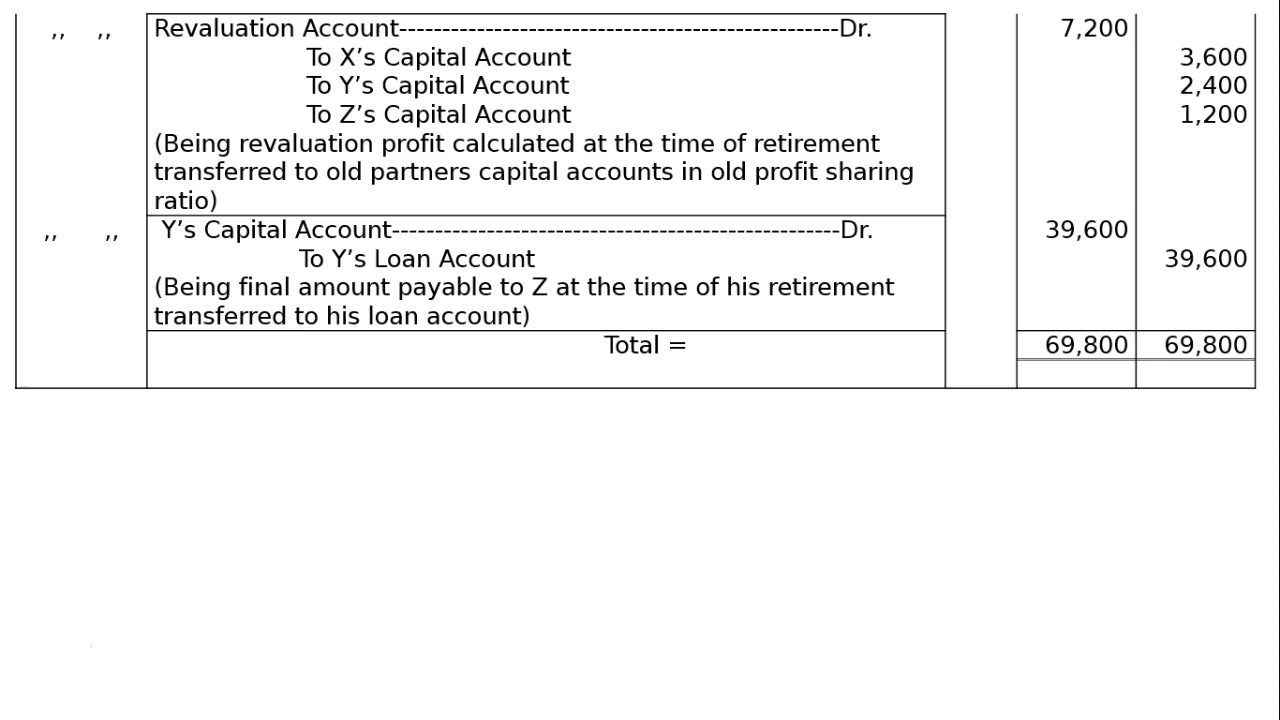 ,, ,, Revaluation Account--------------------------------------------------Dr. 7,200
To X’s Capital Account 3,600
To Y’s Capital Account 2,400
To Z’s Capital Account 1,200
(Being revaluation profit calculated at the time of retirement
transferred to old partners capital accounts in old profit sharing
ratio)
,, ,, Y’s Capital Account---------------------------------------------------Dr. 39,600
To Y’s Loan Account 39,600
(Being final amount payable to Z at the time of his retirement
transferred to his loan account)
Total = 69,800 69,800